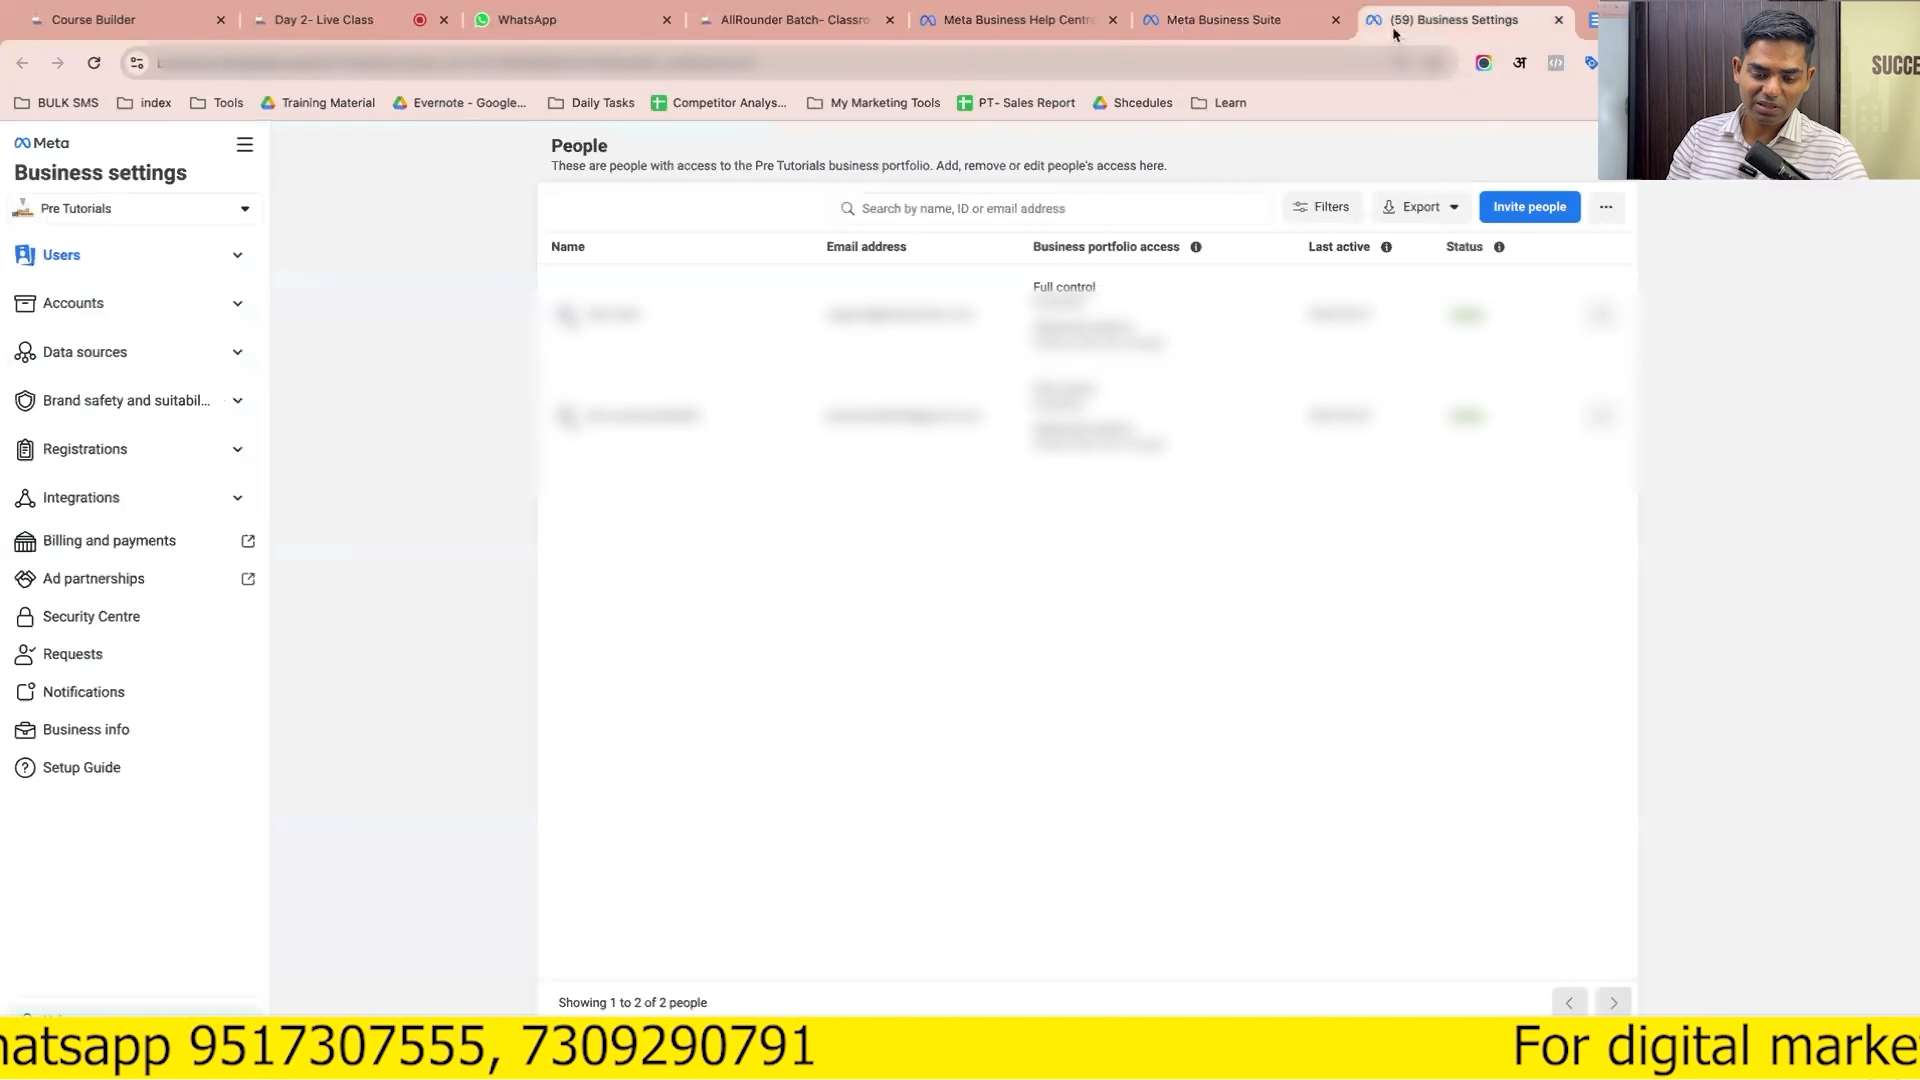 Course Builder
Day 2- Live Class
WhatsApp
AllRounder Batch- Classro
Meta Business Help Centre
Meta Business Suite
(59) Business Settings
BULK SMS
index
Tools
Training Material
Evernote - Google...
Daily Tasks
Competitor Analys...
My Marketing Tools
PT- Sales Report
Shcedules
Learn
अ
SUCCE
Meta
Business settings
Pre Tutorials
Users
Accounts
Data sources
Brand safety and suitabil...
Registrations
Integrations
Billing and payments
Ad partnerships
Security Centre
Requests
Notifications
Business info
Setup Guide
People
These are people with access to the Pre Tutorials business portfolio. Add, remove or edit people's access here.
Search by name, ID or email address
Filters
Export
Invite people
Name
Email address
Business portfolio access
Last active
Status
Full control
Showing 1 to 2 of 2 people
hatsapp 9517307555, 7309290791
For digital marke